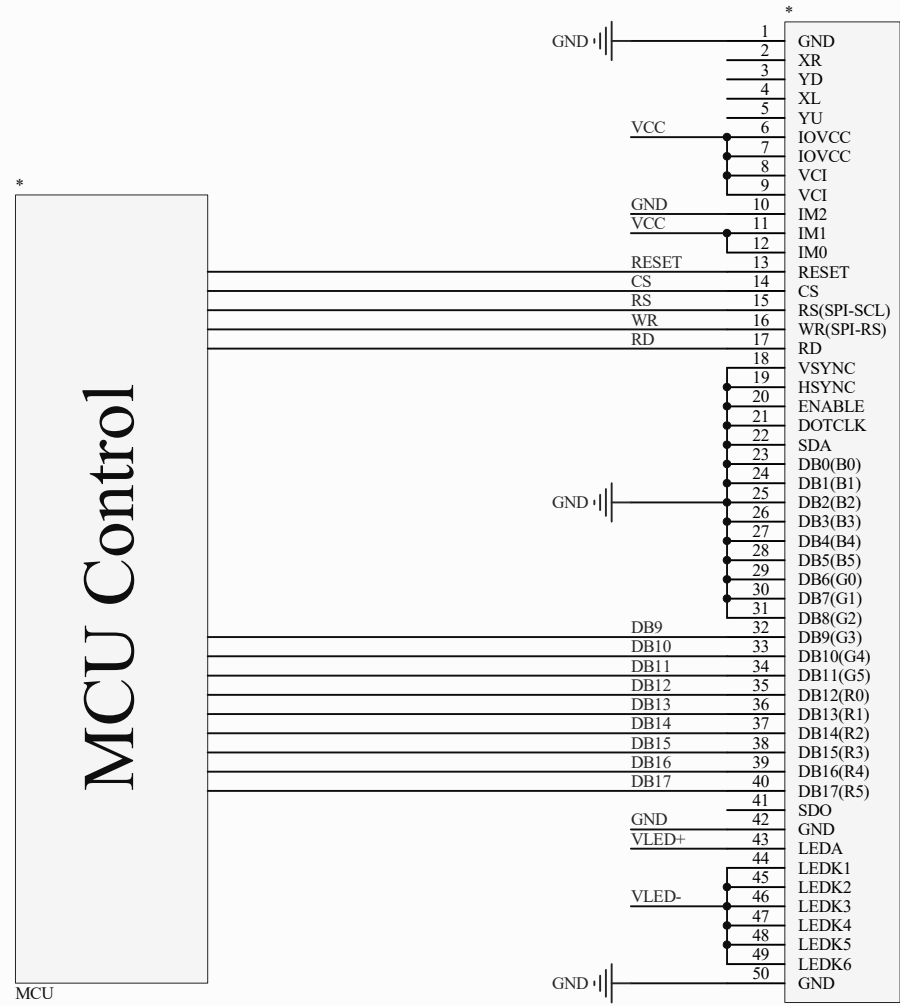 *
1
GND
GND
2
XR
3
YD
4
XL
5
YU
VCC
6
IOVCC
7
IOVCC
8
VCI
9
VCI
GND
10
IM2
VCC
11
IM1
12
IM0
RESET
13
RESET
CS
14
CS
RS
15
RS(SPI-SCL)
WR
16
WR(SPI-RS)
RD
17
RD
18
VSYNC
19
HSYNC
20
ENABLE
21
DOTCLK
22
SDA
23
DB0(B0)
24
DB1(B1)
GND
25
DB2(B2)
26
DB3(B3)
27
DB4(B4)
28
DB5(B5)
29
DB6(G0)
30
DB7(G1)
31
DB8(G2)
DB9
32
DB9(G3)
DB10
33
DB10(G4)
DB11
34
DB11(G5)
DB12
35
DB12(R0)
DB13
36
DB13(R1)
DB14
37
DB14(R2)
DB15
38
DB15(R3)
DB16
39
DB16(R4)
DB17
40
DB17(R5)
41
SDO
GND
42
GND
VLED+
43
LEDA
44
LEDK1
45
LEDK2
VLED-
46
LEDK3
47
LEDK4
48
LEDK5
49
LEDK6
GND
50
GND
*
MCU Control
MCU